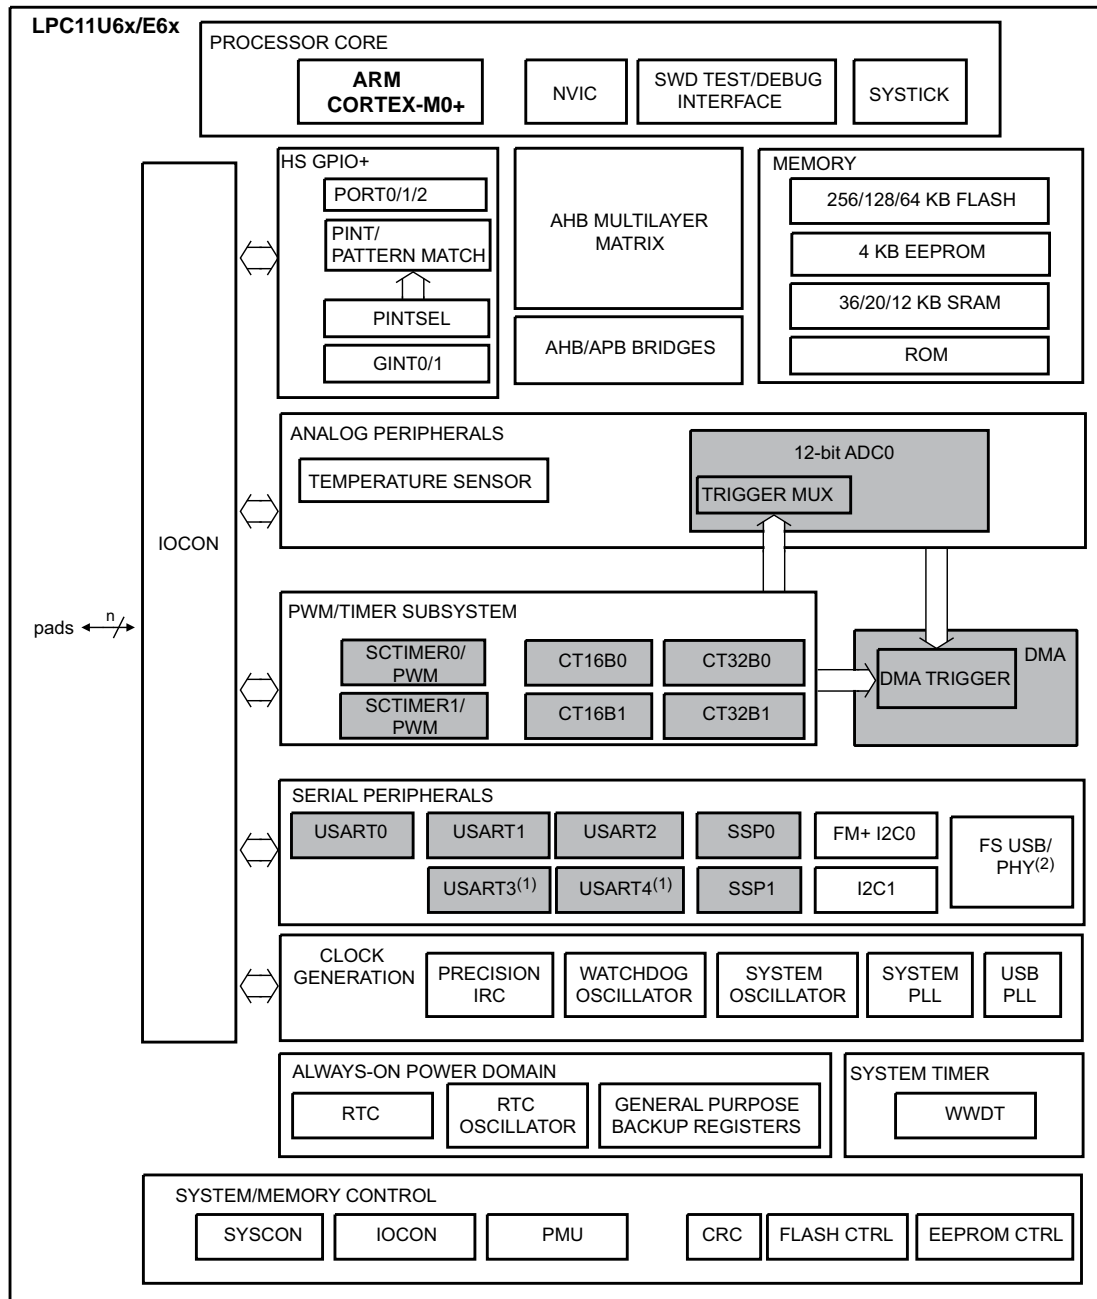 LPC11U6x/E6x
PROCESSOR CORE
ARM
CORTEX-M0+
NVIC
SWD TEST/DEBUG
INTERFACE
SYSTICK
HS GPIO+
PORT0/1/2
PINT/
PATTERN MATCH
PINTSEL
GINT0/1
AHB MULTILAYER
MATRIX
AHB/APB BRIDGES
MEMORY
256/128/64 KB FLASH
4 KB EEPROM
36/20/12 KB SRAM
ROM
IOCON
pads
n
ANALOG PERIPHERALS
TEMPERATURE SENSOR
12-bit ADC0
TRIGGER MUX
PWM/TIMER SUBSYSTEM
SCTIMER0/
PWM
CT16B0
CT32B0
SCTIMER1/
PWM
CT16B1
CT32B1
DMA
DMA TRIGGER
SERIAL PERIPHERALS
USART0
USART1
USART2
SSP0
FM+ I2C0
FS USB/
PHY(2)
USART3(1)
USART4(1)
SSP1
I2C1
CLOCK
GENERATION
PRECISION
IRC
WATCHDOG
OSCILLATOR
SYSTEM
OSCILLATOR
SYSTEM
PLL
USB
PLL
ALWAYS-ON POWER DOMAIN
RTC
RTC
OSCILLATOR
GENERAL PURPOSE
BACKUP REGISTERS
SYSTEM TIMER
WWDT
SYSTEM/MEMORY CONTROL
SYSCON
IOCON
PMU
CRC
FLASH CTRL
EEPROM CTRL